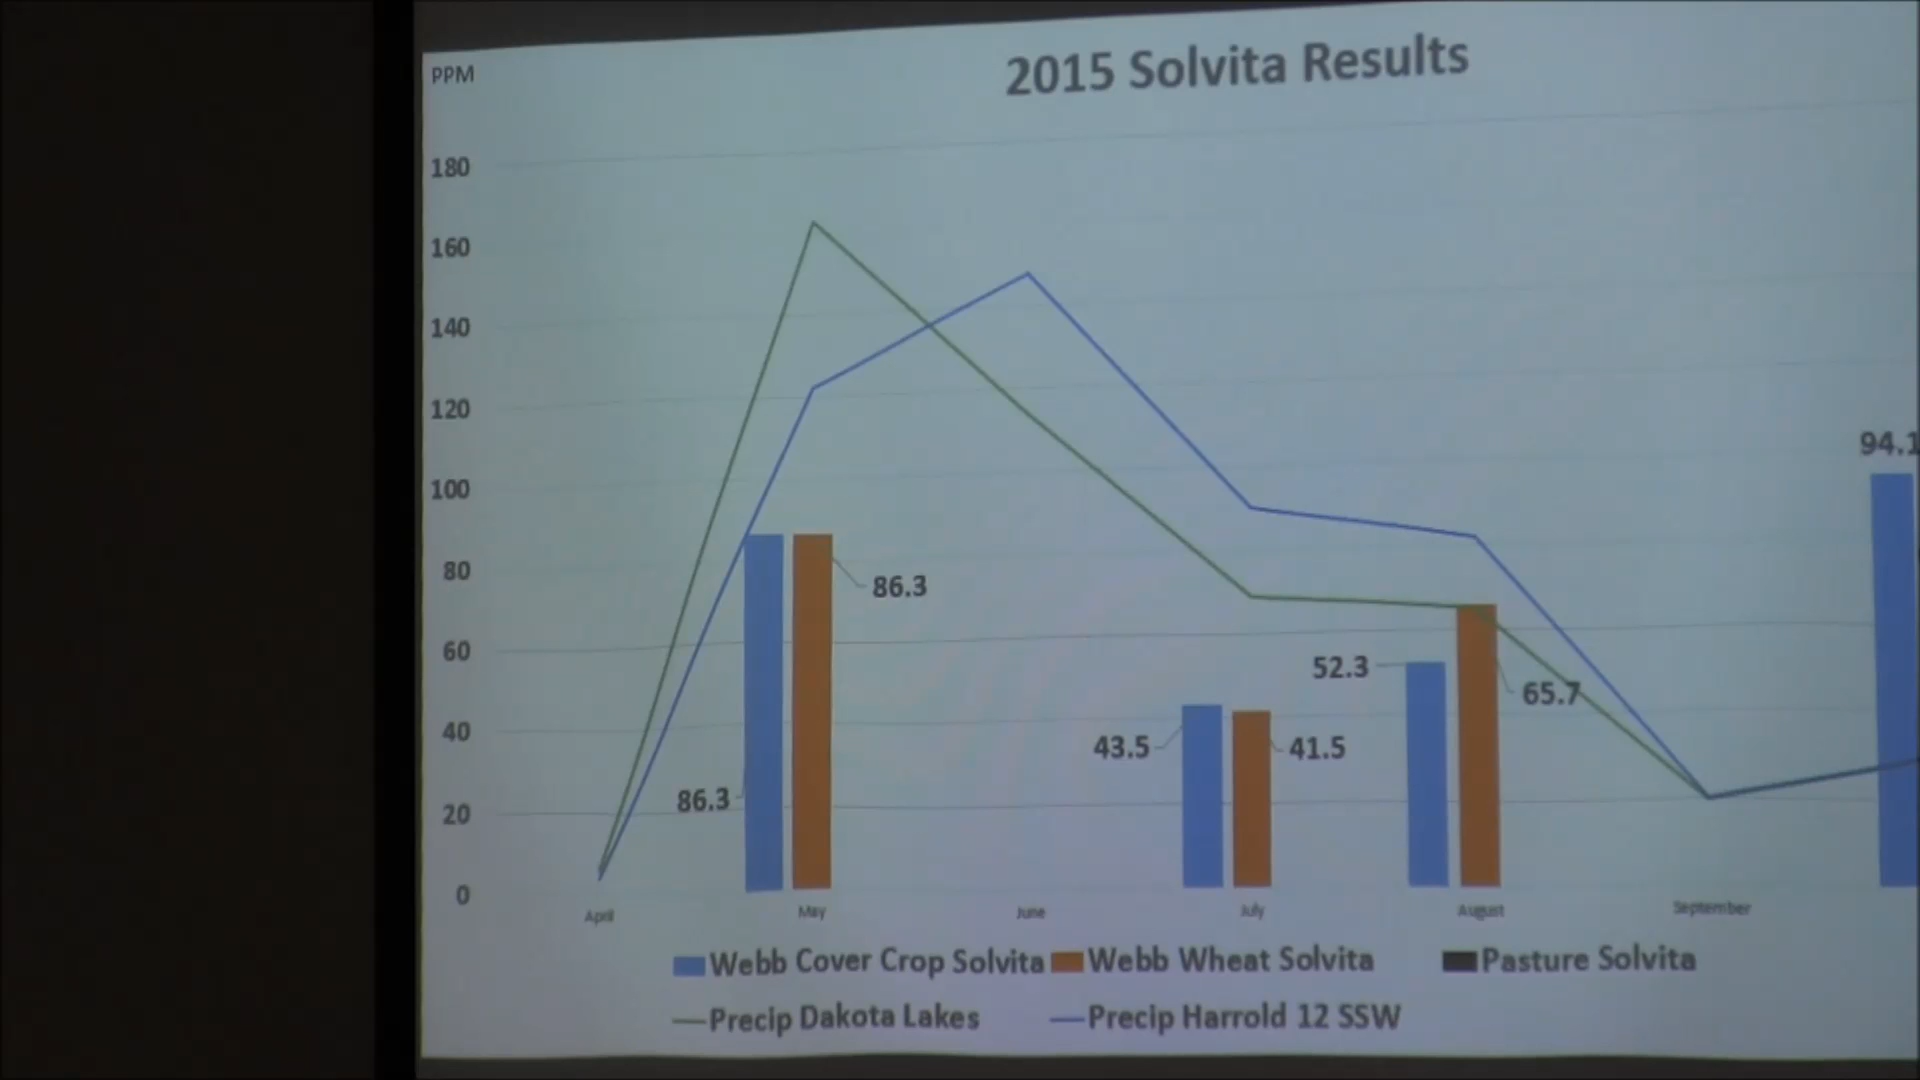 PPM
2015 Solvita Results
180
160
140
120
100
80
60
40
20
0
94.1
86.3
86.3
43.5
41.5
52.3
65.7
April
May
June
July
August
September
Webb Cover Crop Solvita
Webb Wheat Solvita
Pasture Solvita
Precip Dakota Lakes
Precip Harrold 12 SSW